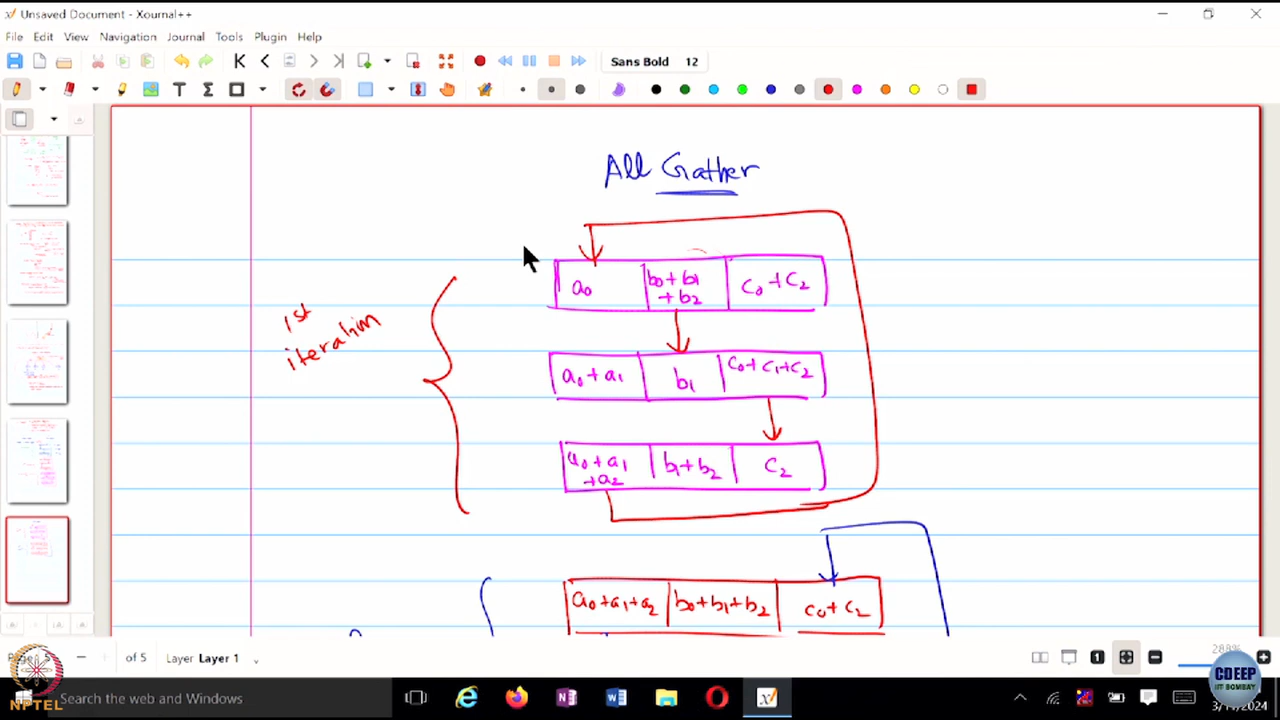 Unsaved Document - Xournal++
File Edit View Navigation Journal Tools Plugin Help
Sans Bold 12
All Gather
a0 b0+b1 +b2 c0+c2
1st iteration
a0+a1 b1 c0+c1+c2
a0+a1 +a2 b1+b2 c2
a0+a1+a2 b0+b1+b2 c0+c2
of 5 Layer Layer 1
288%
Search the web and Windows
NPTEL
CDEEP
IIT BOMBAY